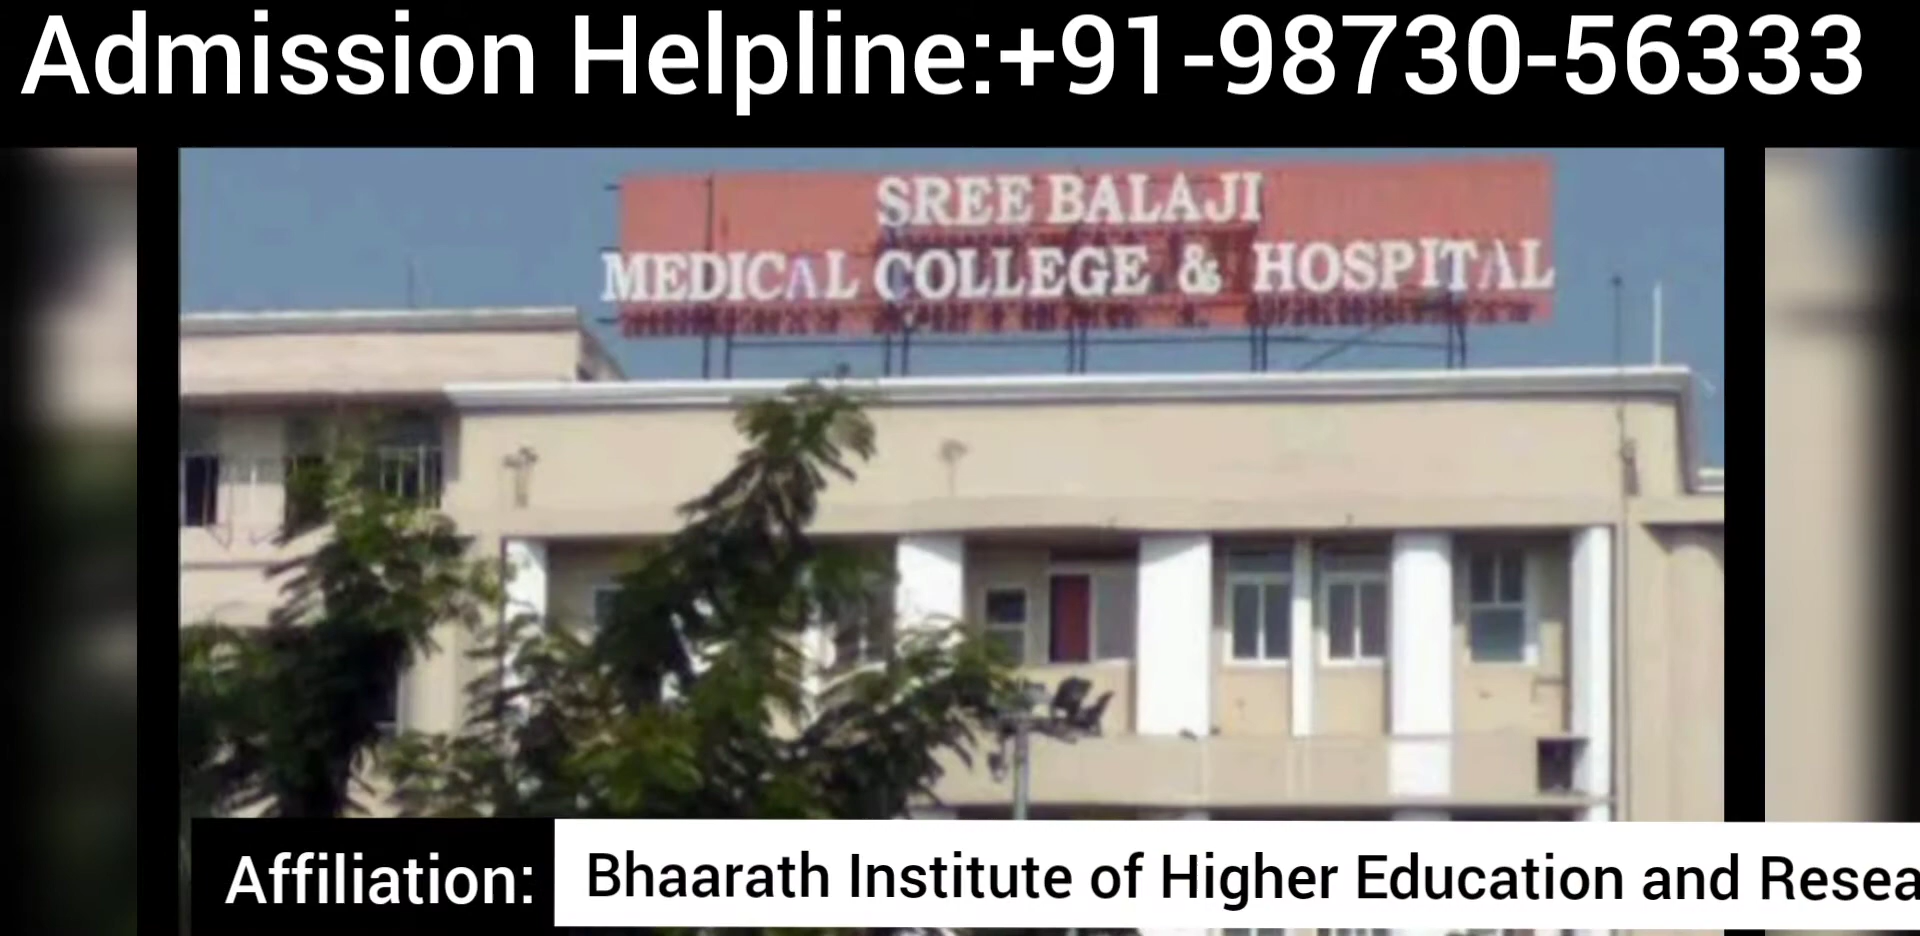 Admission Helpline:+91-98730-56333
SREE BALAJI
MEDICAL COLLEGE & HOSPITAL
Affiliation: Bhaarath Institute of Higher Education and Resea